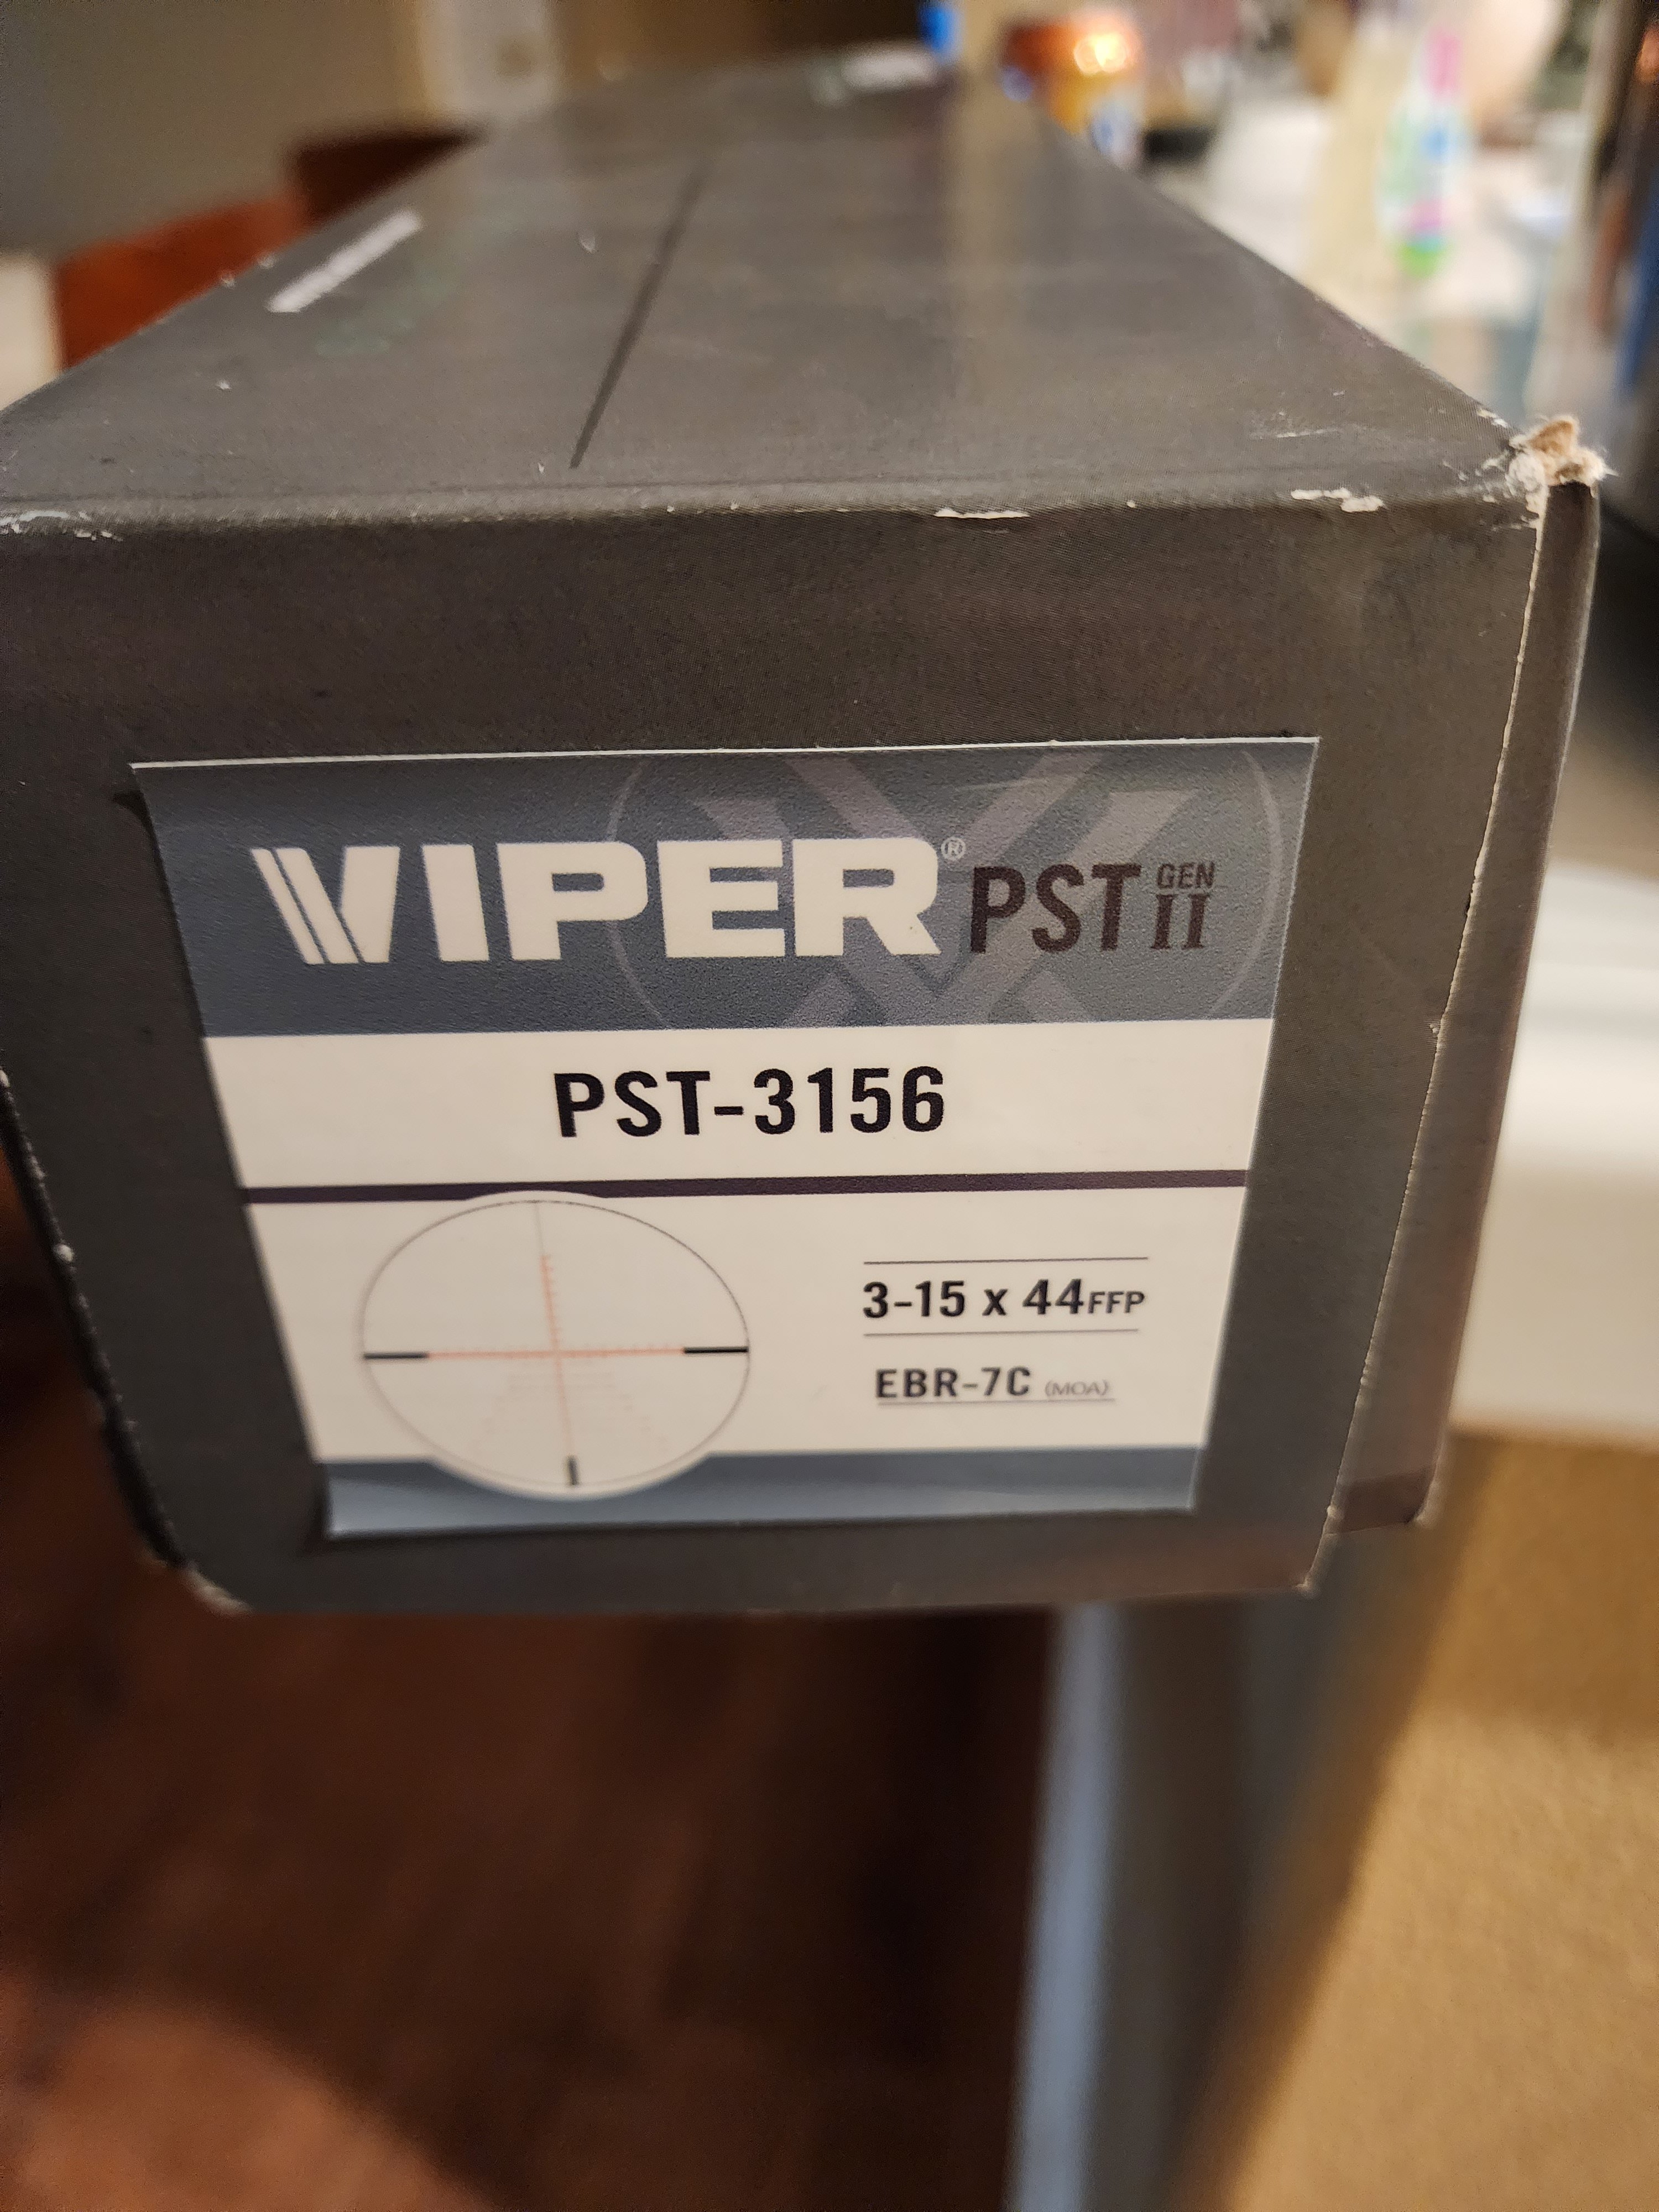 VIPER® PST GEN II
PST-3156
3-15 x 44FFP
EBR-7C (MOA)